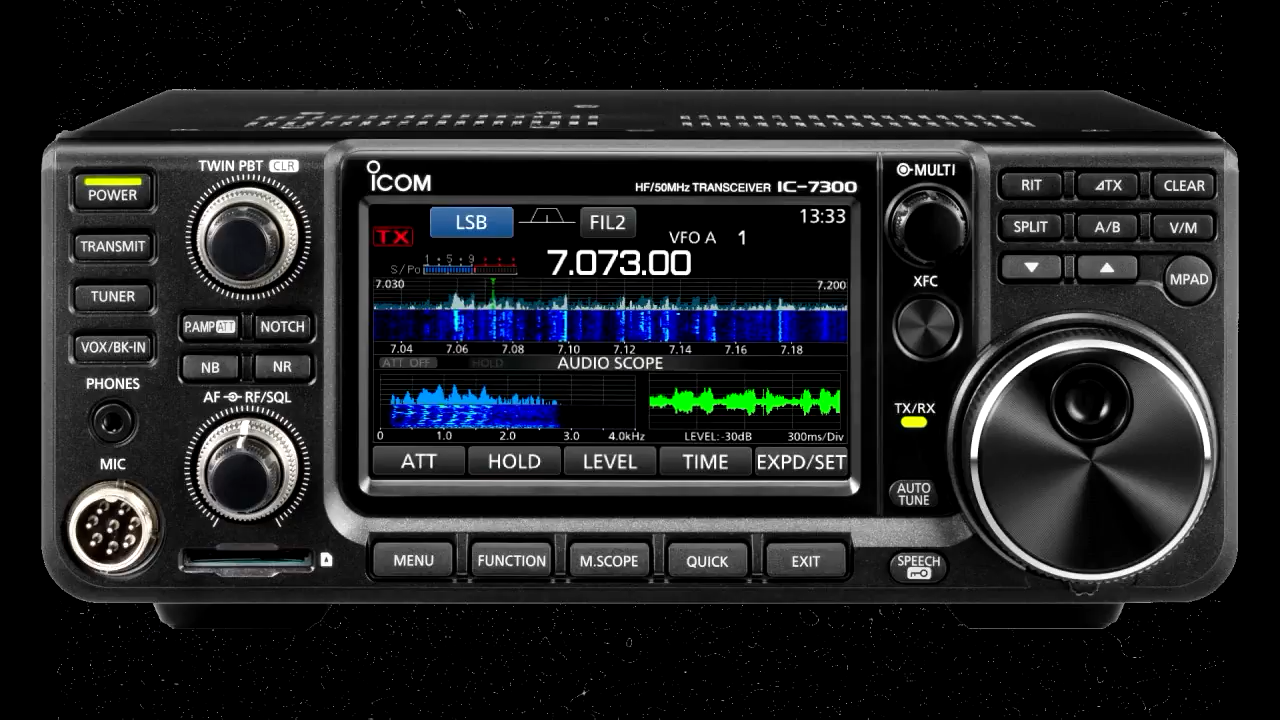 TWIN PBT CLR
POWER
TRANSMIT
TUNER
VOX/BK-IN
P.AMP ATT
NOTCH
NB
NR
PHONES
AF RF/SQL
MIC
ICOM
HF/50MHz TRANSCEIVER IC-7300
LSB
FIL2
13:33
TX
VFO A 1
S/Po
1 • 5 • 9
7.073.00
7.030
7.200
7.04 7.06 7.08 7.10 7.12 7.14 7.16 7.18
ATT OFF
HOLD
AUDIO SCOPE
0 1.0 2.0 3.0 4.0kHz
LEVEL: -30dB
300ms/Div
ATT
HOLD
LEVEL
TIME
EXPD/SET
MENU
FUNCTION
M.SCOPE
QUICK
EXIT
MULTI
XFC
TX/RX
AUTO
TUNE
SPEECH
RIT
⊿TX
CLEAR
SPLIT
A/B
V/M
MPAD